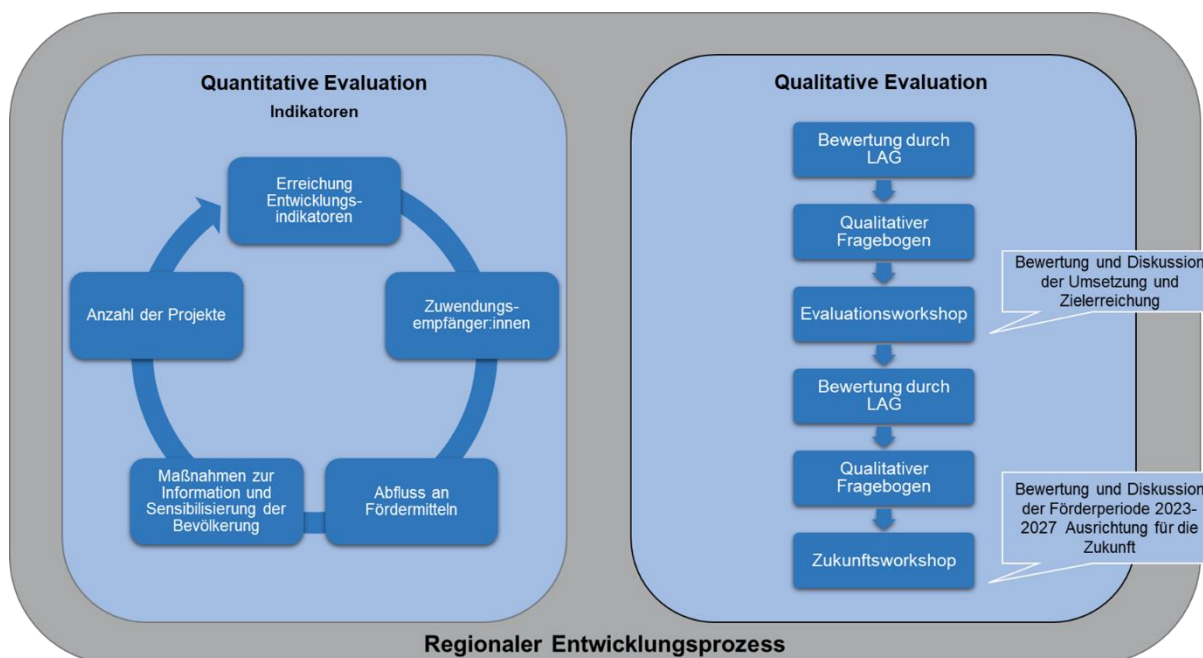 Quantitative Evaluation
Indikatoren
Erreichung
Entwicklungs-
indikatoren
Zuwendungs-
empfänger:innen
Abfluss an
Fördermitteln
Maßnahmen zur
Information und
Sensibilisierung der
Bevölkerung
Anzahl der Projekte
Qualitative Evaluation
Bewertung durch
LAG
Qualitativer
Fragebogen
Evaluationsworkshop
Bewertung und Diskussion
der Umsetzung und
Zielerreichung
Bewertung durch
LAG
Qualitativer
Fragebogen
Zukunftsworkshop
Bewertung und Diskussion
der Förderperiode 2023-
2027 Ausrichtung für die
Zukunft
Regionaler Entwicklungsprozess